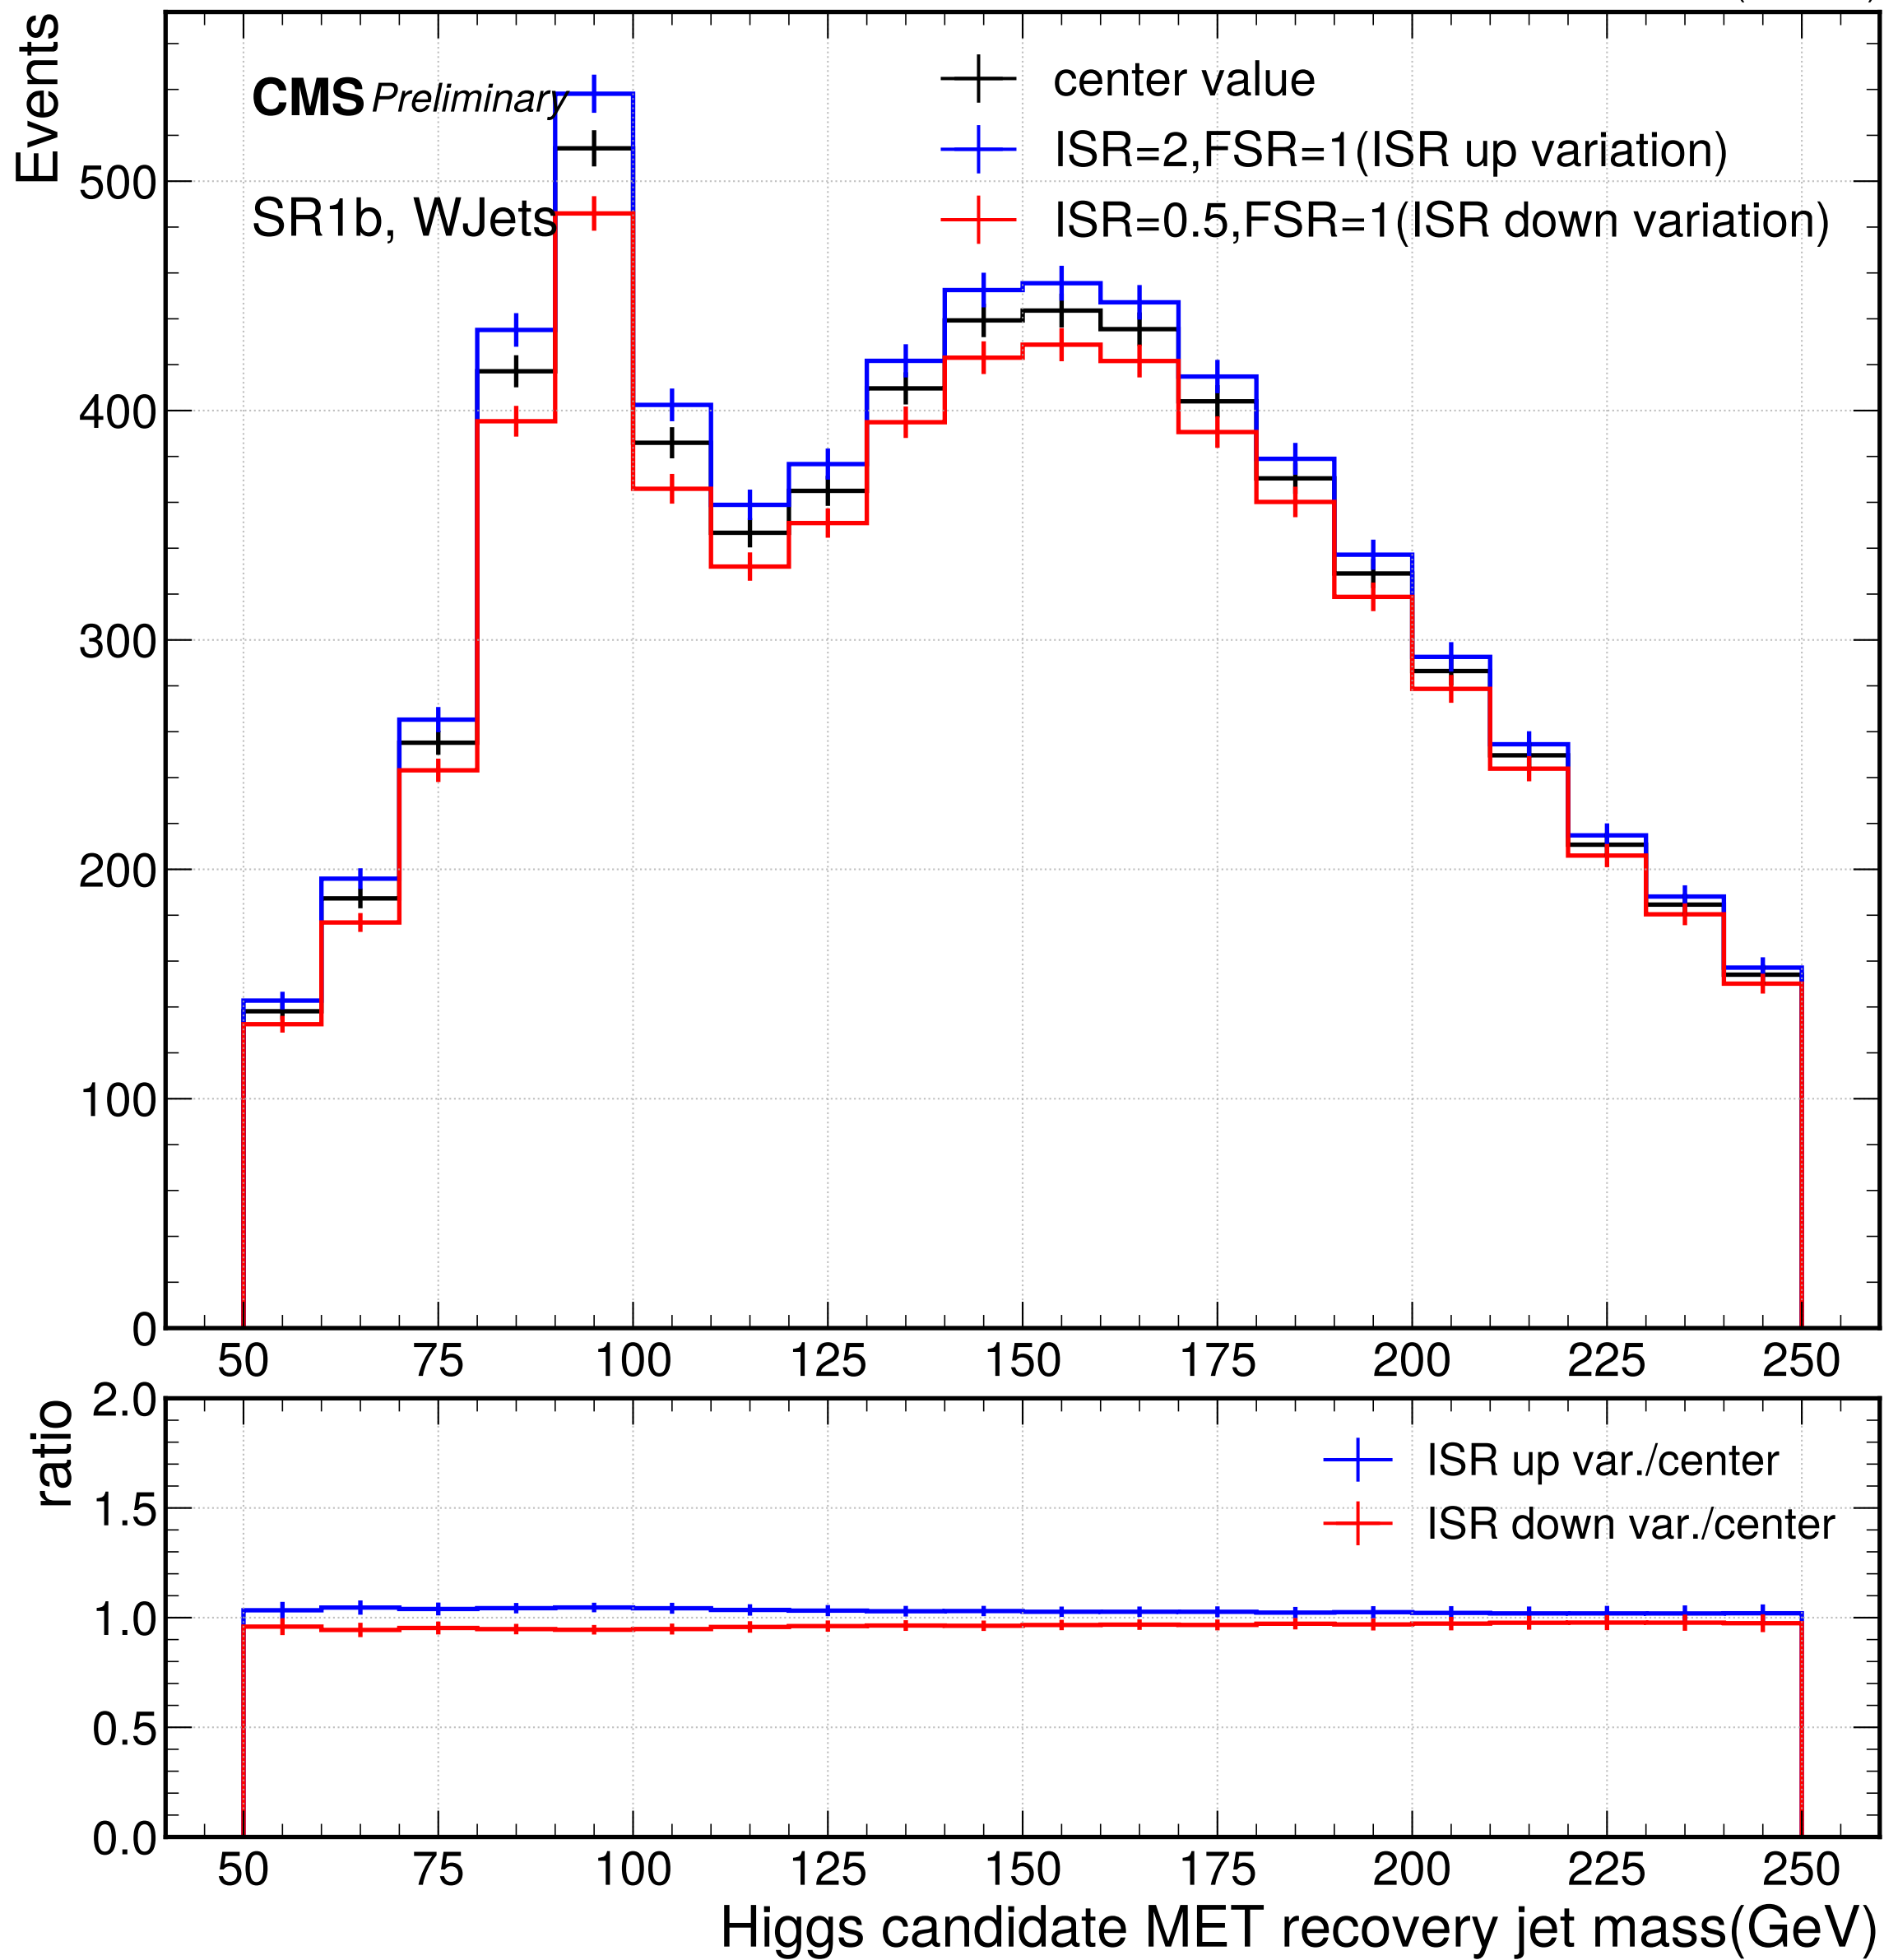 Events
CMS Preliminary
SR1b, WJets
center value
ISR=2,FSR=1(ISR up variation)
ISR=0.5,FSR=1(ISR down variation)
500
400
300
200
100
0
50 75 100 125 150 175 200 225 250
ratio
2.0
1.5
1.0
0.5
0.0
ISR up var./center
ISR down var./center
50 75 100 125 150 175 200 225 250
Higgs candidate MET recovery jet mass(GeV)